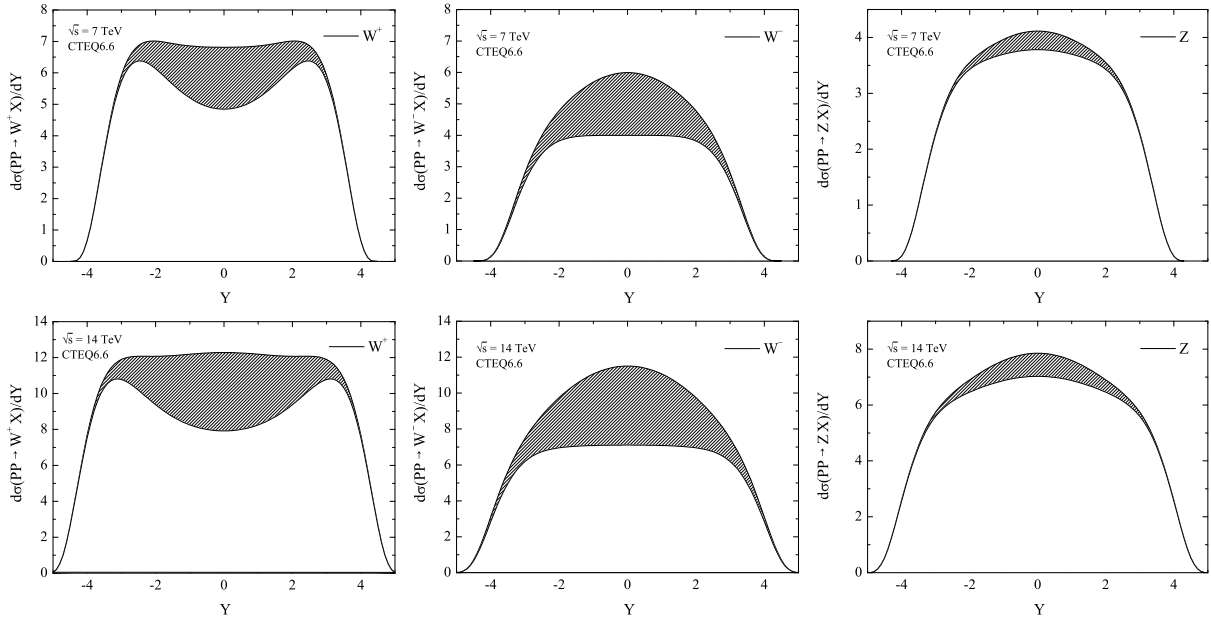 √s = 7 TeV
CTEQ6.6
W⁺
dσ(PP→W⁺X)/dY
8
7
6
5
4
3
2
1
0
-4 -2 0 2 4
Y
√s = 7 TeV
CTEQ6.6
W⁻
dσ(PP→W⁻X)/dY
8
7
6
5
4
3
2
1
0
-4 -2 0 2 4
Y
√s = 7 TeV
CTEQ6.6
Z
dσ(PP→ZX)/dY
4
3
2
1
0
-4 -2 0 2 4
Y
√s = 14 TeV
CTEQ6.6
W⁺
dσ(PP→W⁺X)/dY
14
12
10
8
6
4
2
0
-4 -2 0 2 4
Y
√s = 14 TeV
CTEQ6.6
W⁻
dσ(PP→W⁻X)/dY
14
12
10
8
6
4
2
0
-4 -2 0 2 4
Y
√s = 14 TeV
CTEQ6.6
Z
dσ(PP→ZX)/dY
8
6
4
2
0
-4 -2 0 2 4
Y